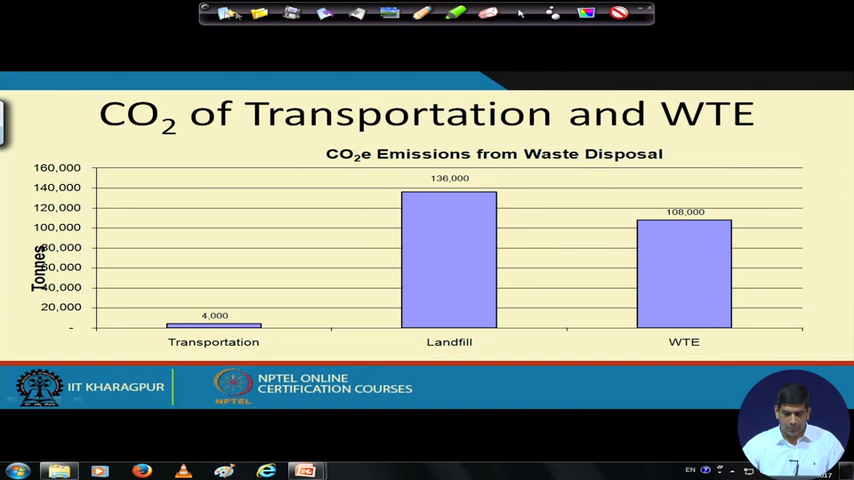 CO2 of Transportation and WTE
CO2e Emissions from Waste Disposal
160,000
140,000
120,000
100,000
80,000
60,000
40,000
20,000
-
Tonnes
136,000
108,000
4,000
Transportation
Landfill
WTE
IIT KHARAGPUR
NPTEL
NPTEL ONLINE
CERTIFICATION COURSES
EN